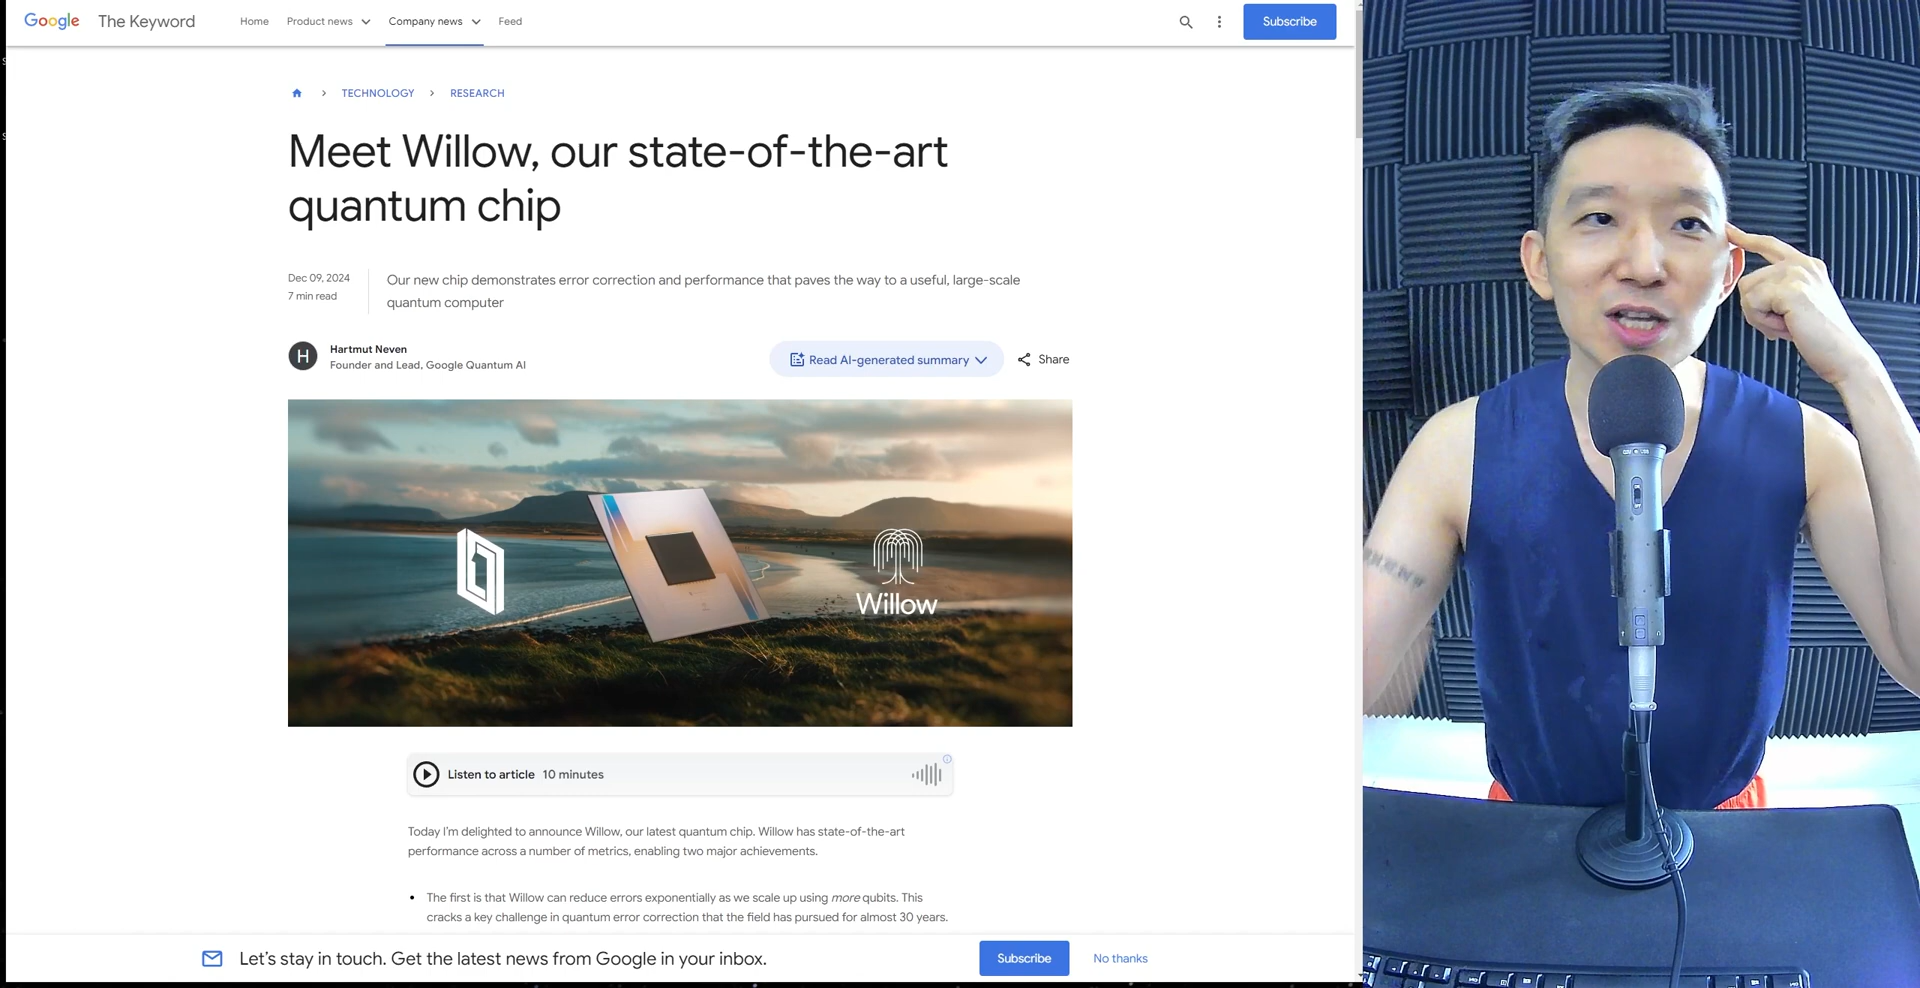 Google The Keyword Home Product news Company news Feed Subscribe
TECHNOLOGY RESEARCH
Meet Willow, our state-of-the-art
quantum chip
Dec 09, 2024
7 min read
Our new chip demonstrates error correction and performance that paves the way to a useful, large-scale
quantum computer
H
Hartmut Neven
Founder and Lead, Google Quantum AI
Read AI-generated summary
Share
Willow
Listen to article 10 minutes
Today I'm delighted to announce Willow, our latest quantum chip. Willow has state-of-the-art
performance across a number of metrics, enabling two major achievements.
• The first is that Willow can reduce errors exponentially as we scale up using more qubits. This
cracks a key challenge in quantum error correction that the field has pursued for almost 30 years.
Let's stay in touch. Get the latest news from Google in your inbox.
Subscribe
No thanks